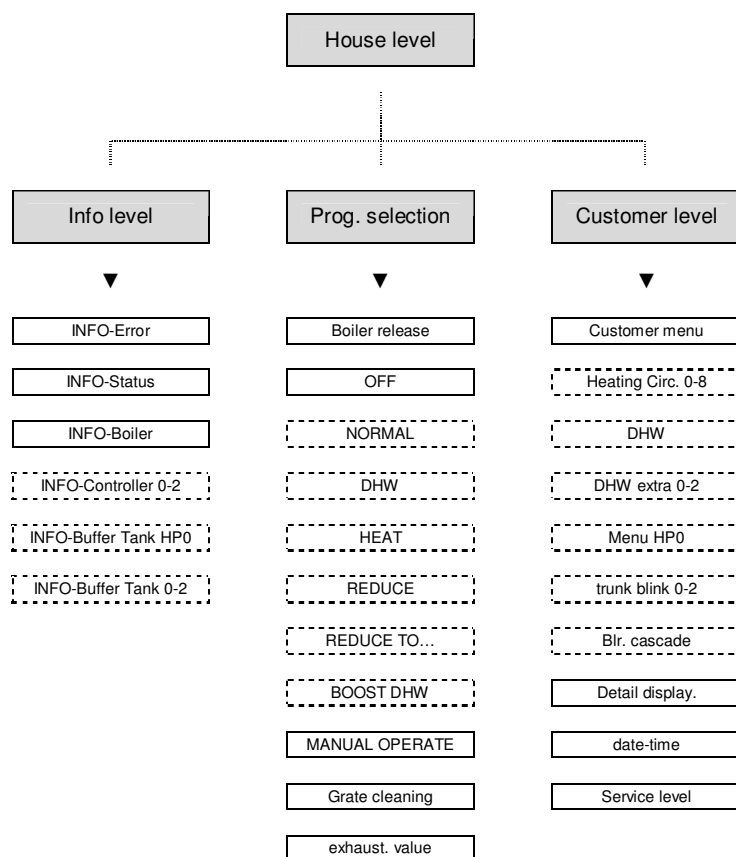 House level
Info level
Prog. selection
Customer level
INFO-Error
INFO-Status
INFO-Boiler
INFO-Controller 0-2
INFO-Buffer Tank HP0
INFO-Buffer Tank 0-2
Boiler release
OFF
NORMAL
DHW
HEAT
REDUCE
REDUCE TO…
BOOST DHW
MANUAL OPERATE
Grate cleaning
exhaust. value
Customer menu
Heating Circ. 0-8
DHW
DHW extra 0-2
Menu HP0
trunk blink 0-2
Blr. cascade
Detail display.
date-time
Service level